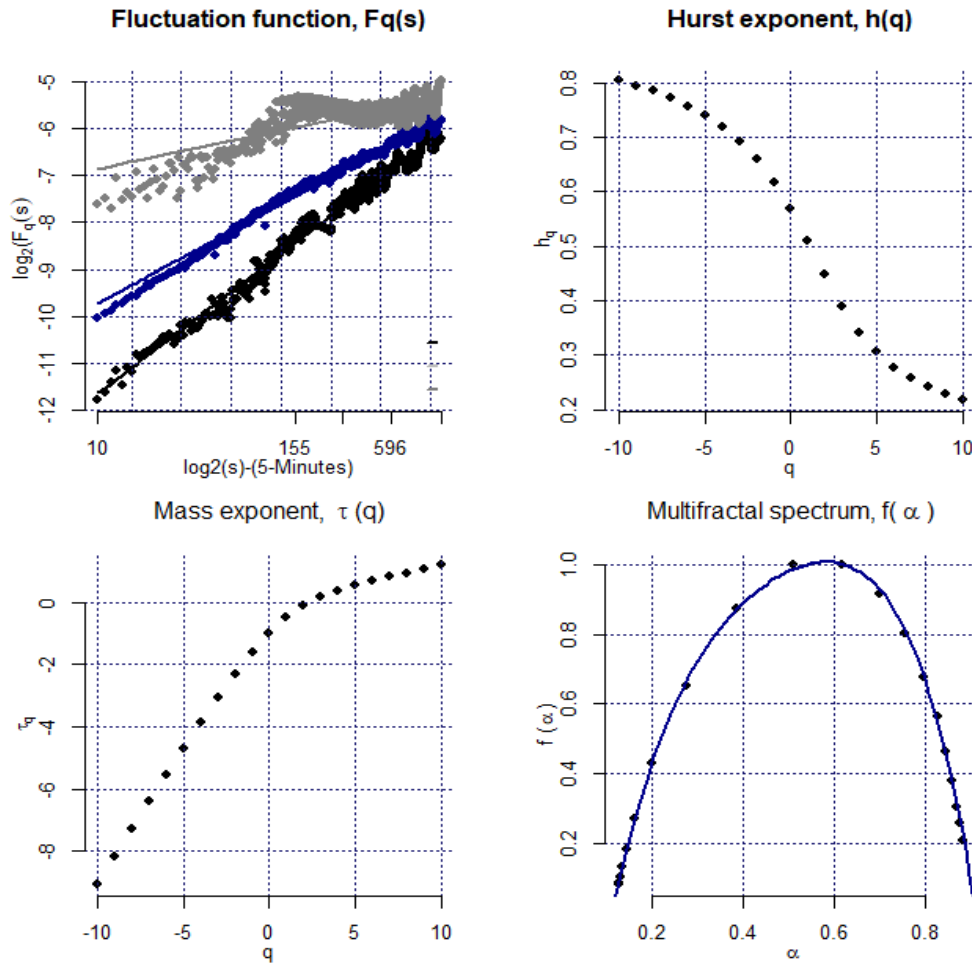 Fluctuation function, Fq(s)
-5
-6
-7
-8
-9
-10
-11
-12
log2(Fq(s)
10 155 596
log2(s)-(5-Minutes)
Hurst exponent, h(q)
0.8
0.7
0.6
0.5
0.4
0.3
0.2
hq
-10 -5 0 5 10
q
Mass exponent, τ (q)
0
-2
-4
-6
-8
τq
-10 -5 0 5 10
q
Multifractal spectrum, f( α )
1.0
0.8
0.6
0.4
0.2
f (α)
0.2 0.4 0.6 0.8
α